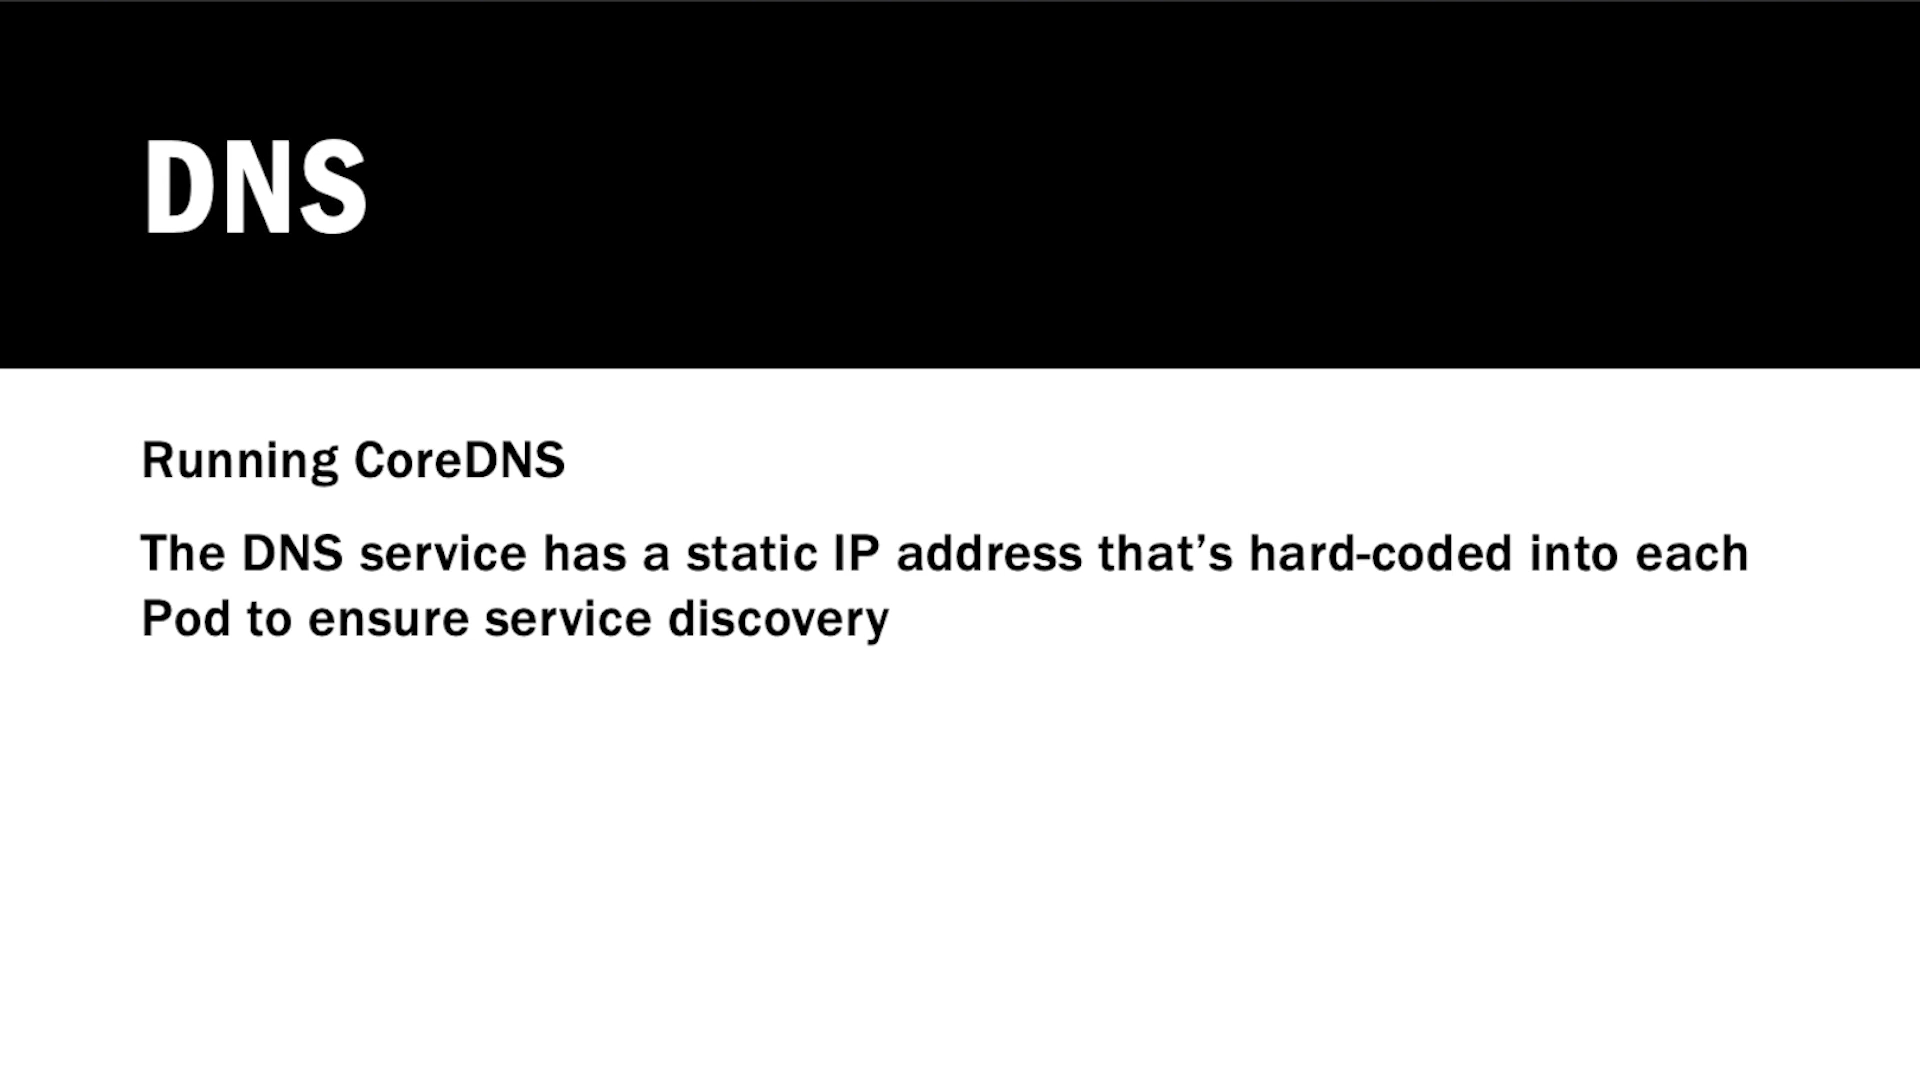 DNS
Running CoreDNS
The DNS service has a static IP address that’s hard-coded into each
Pod to ensure service discovery